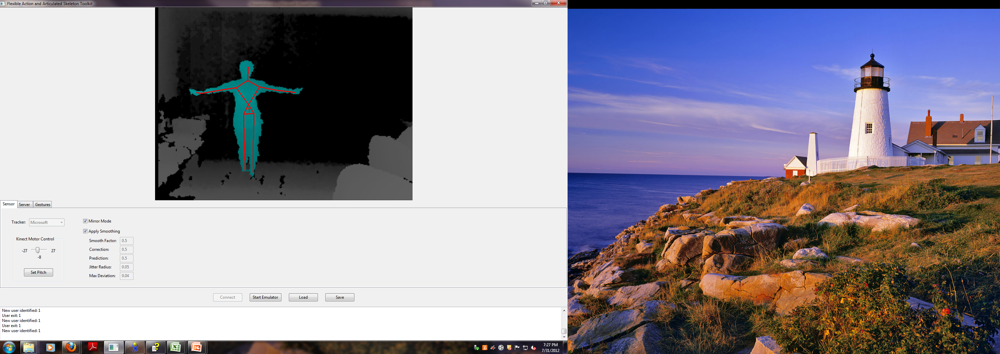 Flexible Action and Articulated Skeleton Toolkit
Sensor Server Gestures
Tracker: Microsoft
Mirror Mode
Apply Smoothing
Kinect Motor Control
-27 27
-8
Set Pitch
Smooth Factor: 0.5
Correction: 0.5
Prediction: 0.5
Jitter Radius: 0.05
Max Deviation: 0.04
Connect Start Emulator Load Save
New user identified: 1
User exit: 1
New user identified: 1
User exit: 1
New user identified: 1
7:27 PM
7/31/2012